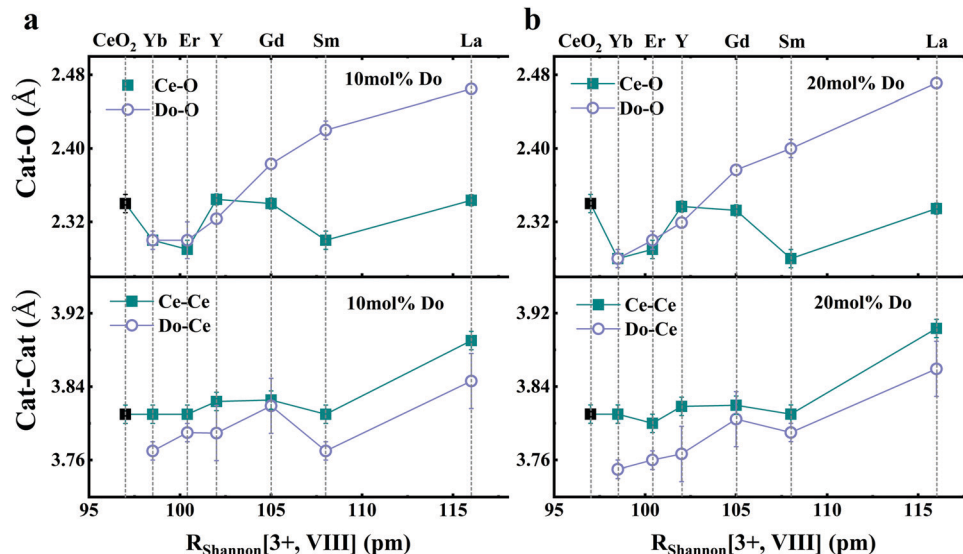 a
b
CeO2 Yb Er Y Gd Sm La
CeO2 Yb Er Y Gd Sm La
2.48
2.40
2.32
Cat-O (Å)
Ce-O
Do-O
10mol% Do
2.48
2.40
2.32
Cat-O (Å)
Ce-O
Do-O
20mol% Do
3.92
3.84
3.76
Cat-Cat (Å)
Ce-Ce
Do-Ce
10mol% Do
3.92
3.84
3.76
Cat-Cat (Å)
Ce-Ce
Do-Ce
20mol% Do
95 100 105 110 115
95 100 105 110 115
RShannon[3+, VIII] (pm)
RShannon[3+, VIII] (pm)